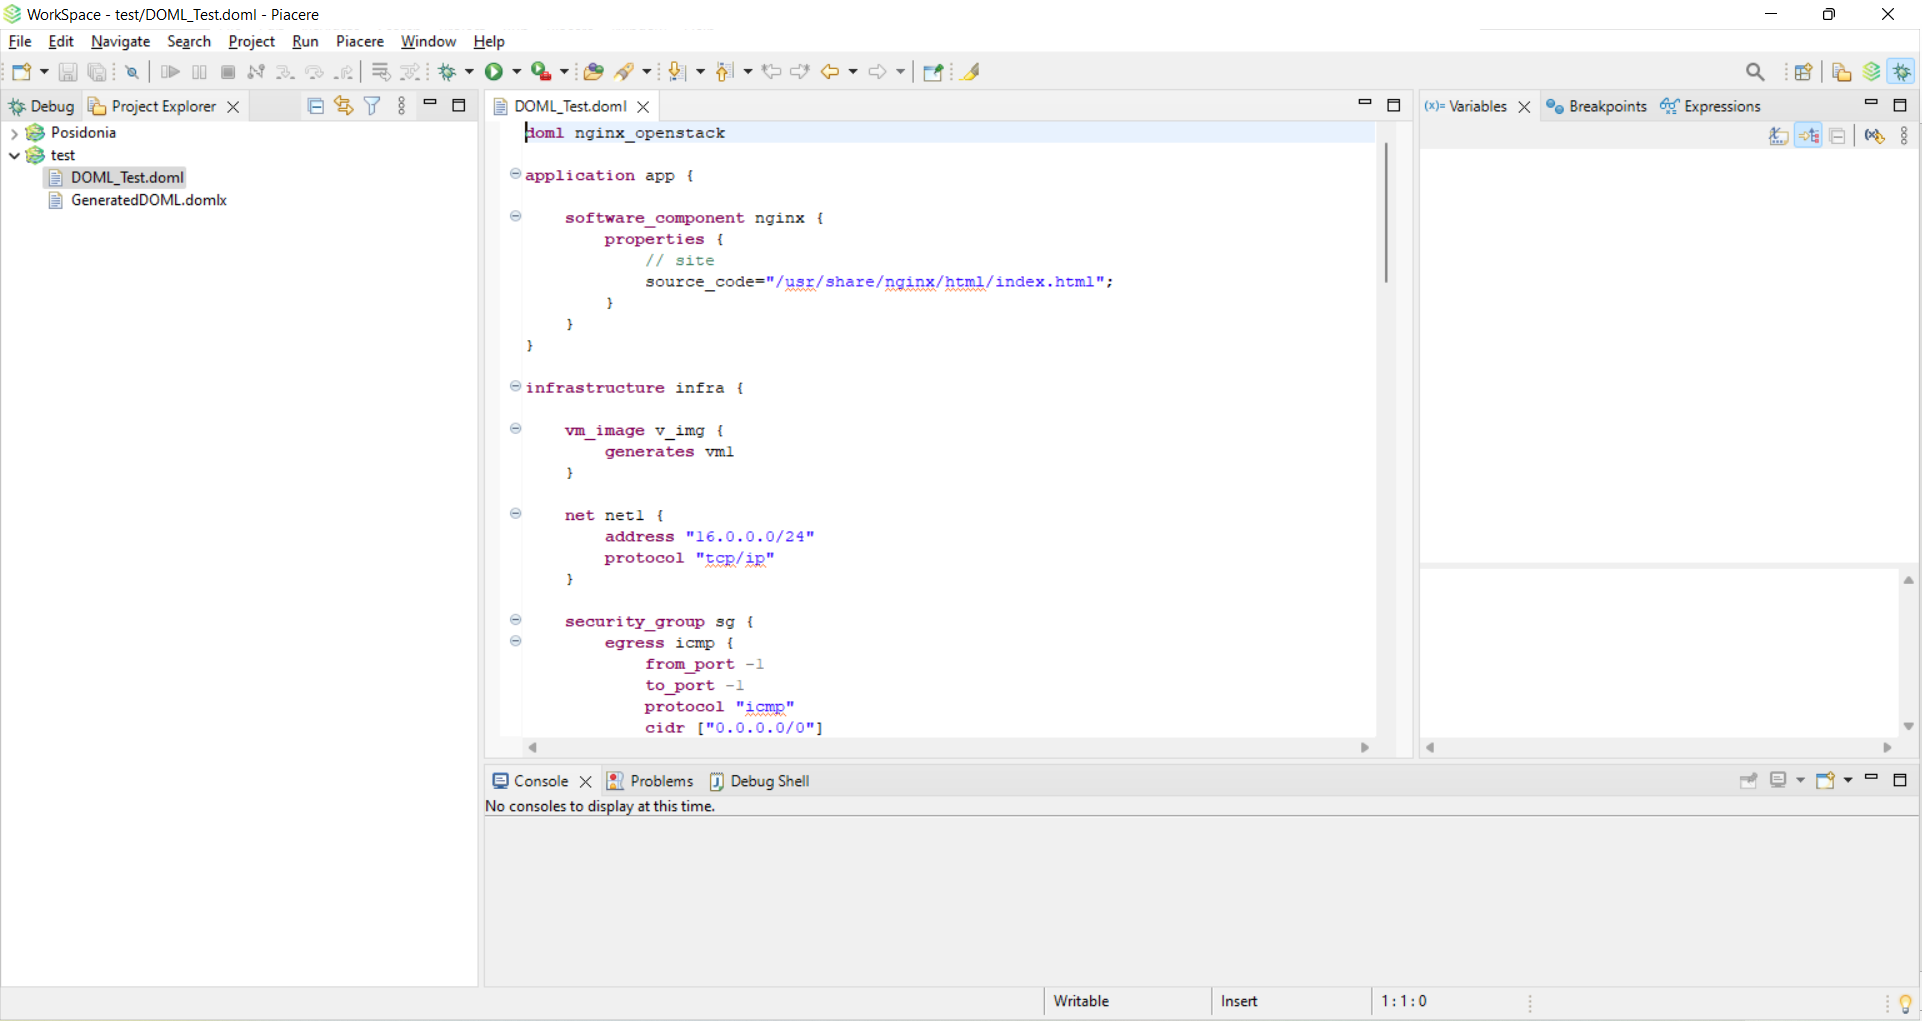 WorkSpace - test/DOML_Test.doml - Piacere
File Edit Navigate Search Project Run Piacere Window Help
Debug Project Explorer
Posidonia
test
DOML_Test.doml
GeneratedDOML.domlx
DOML_Test.doml
doml nginx_openstack
application app {
software_component nginx {
properties {
// site
source_code="/usr/share/nginx/html/index.html";
}
}
}
infrastructure infra {
vm_image v_img {
generates vm1
}
net net1 {
address "16.0.0.0/24"
protocol "tcp/ip"
}
security_group sg {
egress icmp {
from_port -1
to_port -1
protocol "icmp"
cidr ["0.0.0.0/0"]
(x)= Variables Breakpoints Expressions
Console Problems Debug Shell
No consoles to display at this time.
Writable Insert 1 : 1 : 0